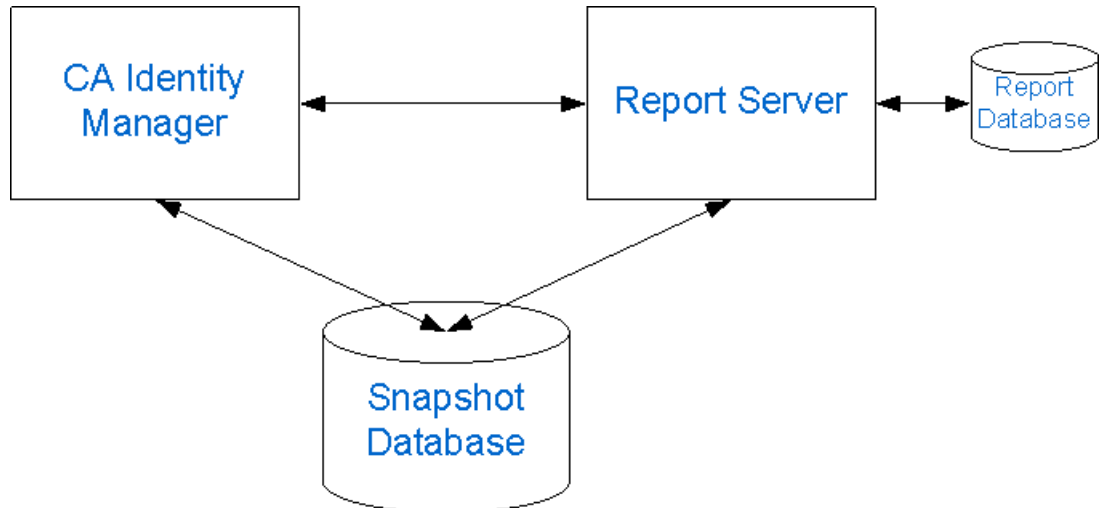 CA Identity
Manager
Report Server
Report
Database
Snapshot
Database